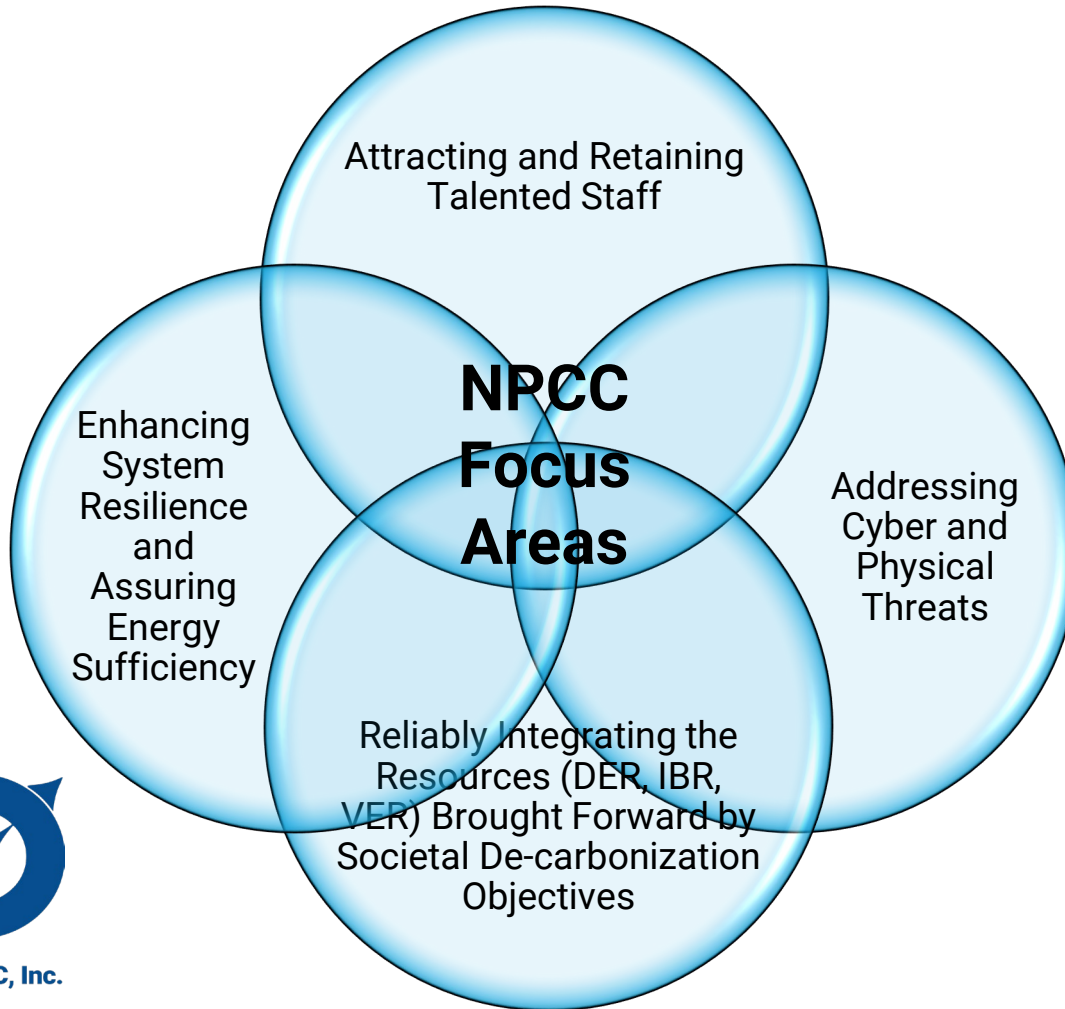 Attracting and Retaining
Talented Staff
NPCC
Focus
Areas
Enhancing
System
Resilience
and
Assuring
Energy
Sufficiency
Addressing
Cyber and
Physical
Threats
Reliably Integrating the
Resources (DER, IBR,
VER) Brought Forward by
Societal De-carbonization
Objectives
C, Inc.